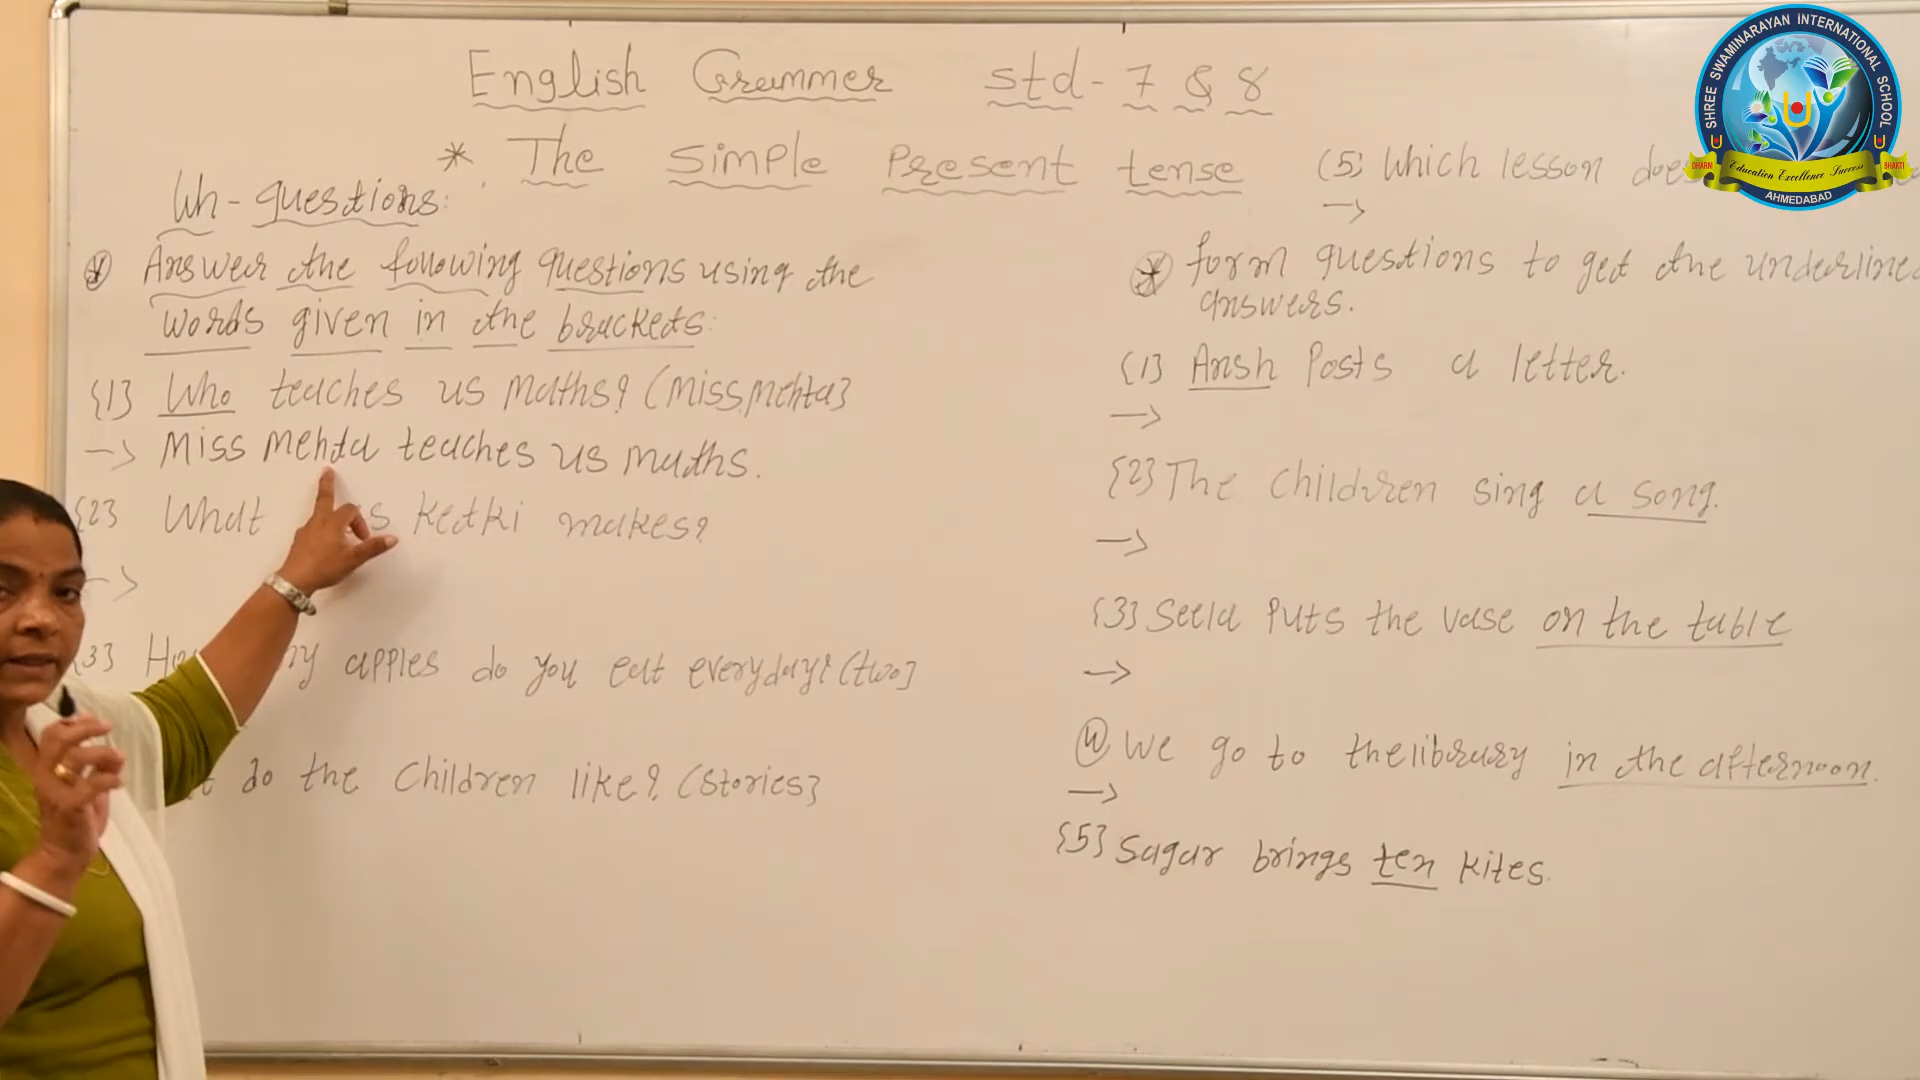 English Grammer std-7 & 8
* The Simple Present tense
Wh-questions:
Answer the following questions using the
words given in the brackets:
{1} Who teaches us maths? (Miss.Mehta}
-> Miss Mehta teaches us maths.
{2} What ketki makes?
->
{3} apples do you eat everyday? (two]
do the Children like? (Stories}
(5) Which lesson
->
form questions to get the underlined
answers.
{1} Ansh Posts a letter.
->
{2} The Children sing a song.
->
{3} Seeta Puts the vase on the table
->
We go to the library in the afternoon.
->
{5} Sagar brings ten kites.
SHREE SWAMINARAYAN INTERNATIONAL SCHOOL
DHARM
Education Excellence Success
BHAKTI
AHMEDABAD